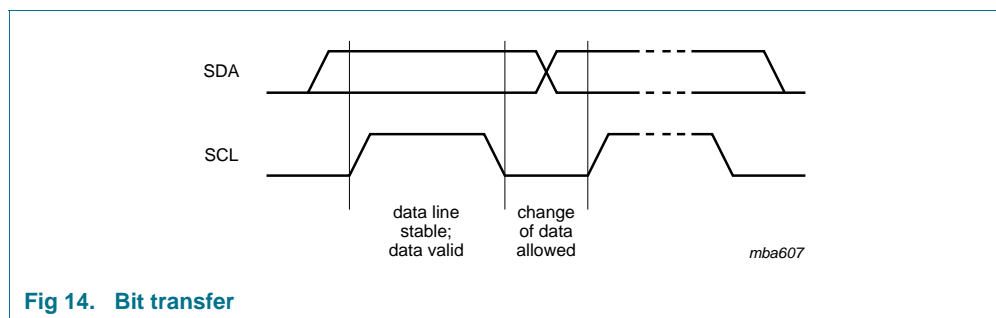 SDA
SCL
data line
stable;
data valid
change
of data
allowed
mba607
Fig 14. Bit transfer